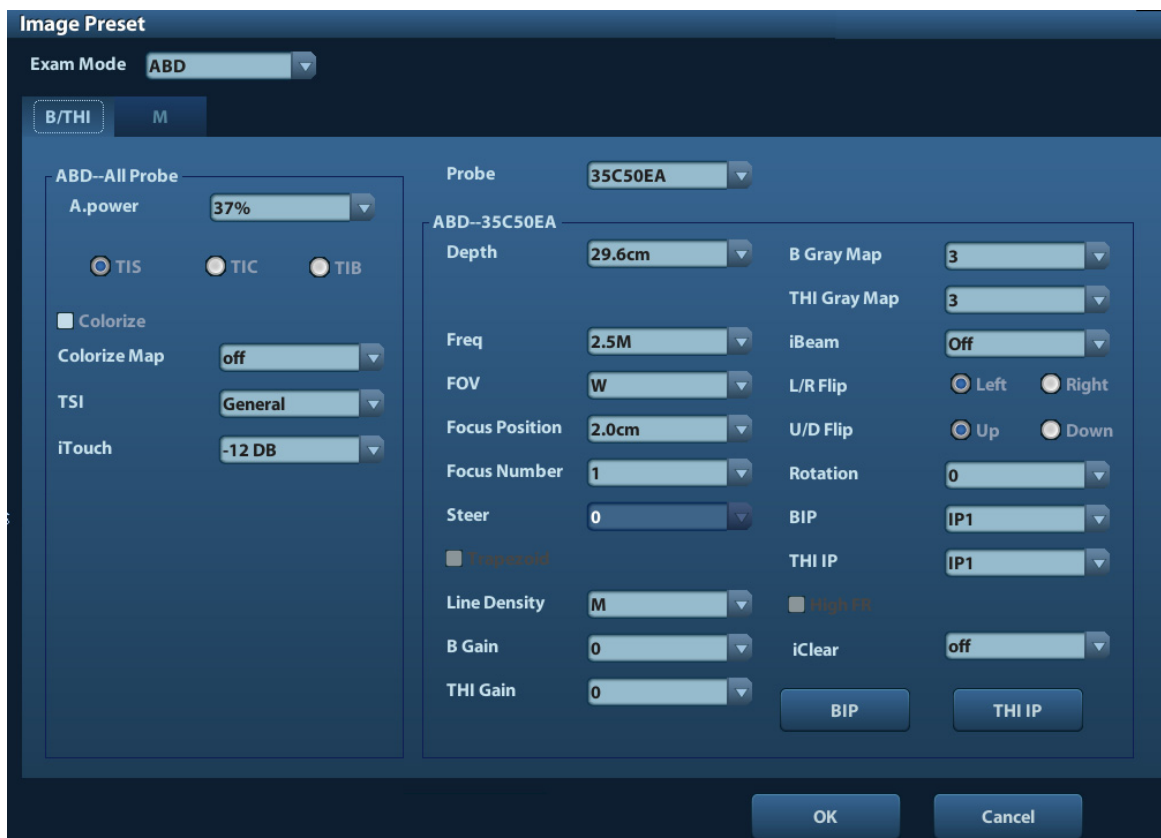 Image Preset
Exam Mode ABD
B/THI M
ABD--All Probe
A.power 37%
TIS TIC TIB
Colorize
Colorize Map off
TSI General
iTouch -12 DB
Probe 35C50EA
ABD--35C50EA
Depth 29.6cm
Freq 2.5M
FOV W
Focus Position 2.0cm
Focus Number 1
Steer 0
Trapezoid
Line Density M
B Gain 0
THI Gain 0
B Gray Map 3
THI Gray Map 3
iBeam Off
L/R Flip Left Right
U/D Flip Up Down
Rotation 0
BIP IP1
THI IP IP1
High FR
iClear off
BIP THI IP
OK Cancel